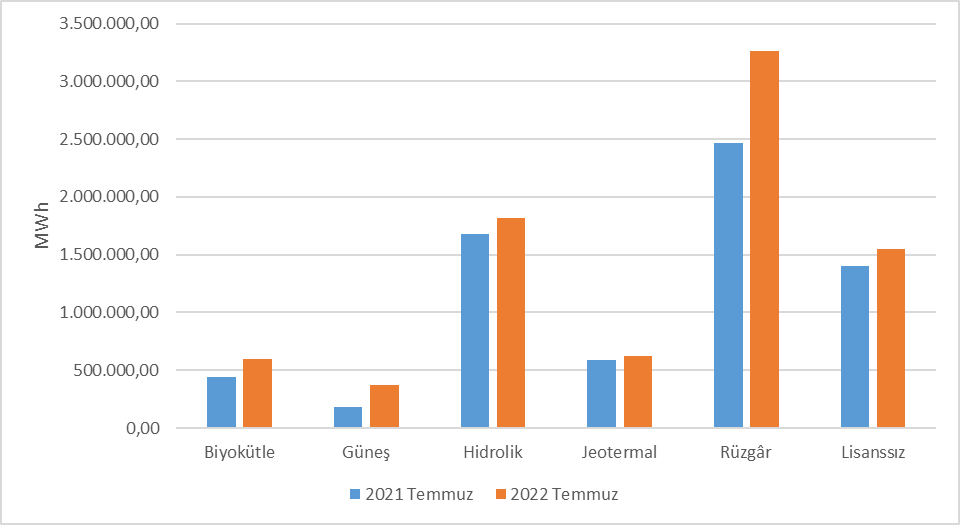 3.500.000,00
3.000.000,00
2.500.000,00
2.000.000,00
1.500.000,00
1.000.000,00
500.000,00
0,00
MWh
Biyokütle Güneş Hidrolik Jeotermal Rüzgâr Lisanssız
2021 Temmuz 2022 Temmuz